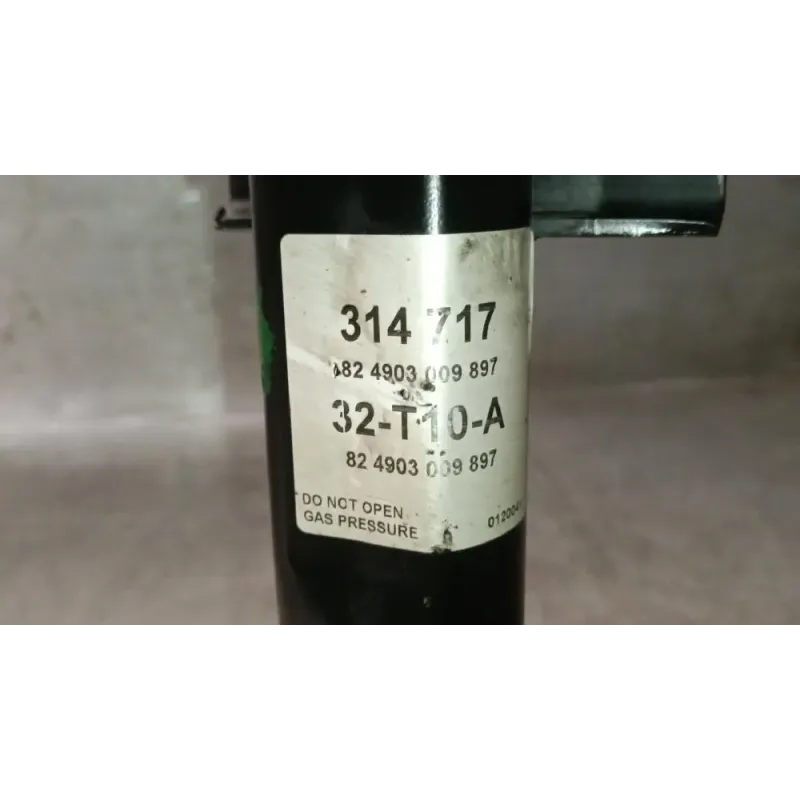 314 717
82 4903 009 897
32-T10-A
82 4903 009 897
DO NOT OPEN
GAS PRESSURE